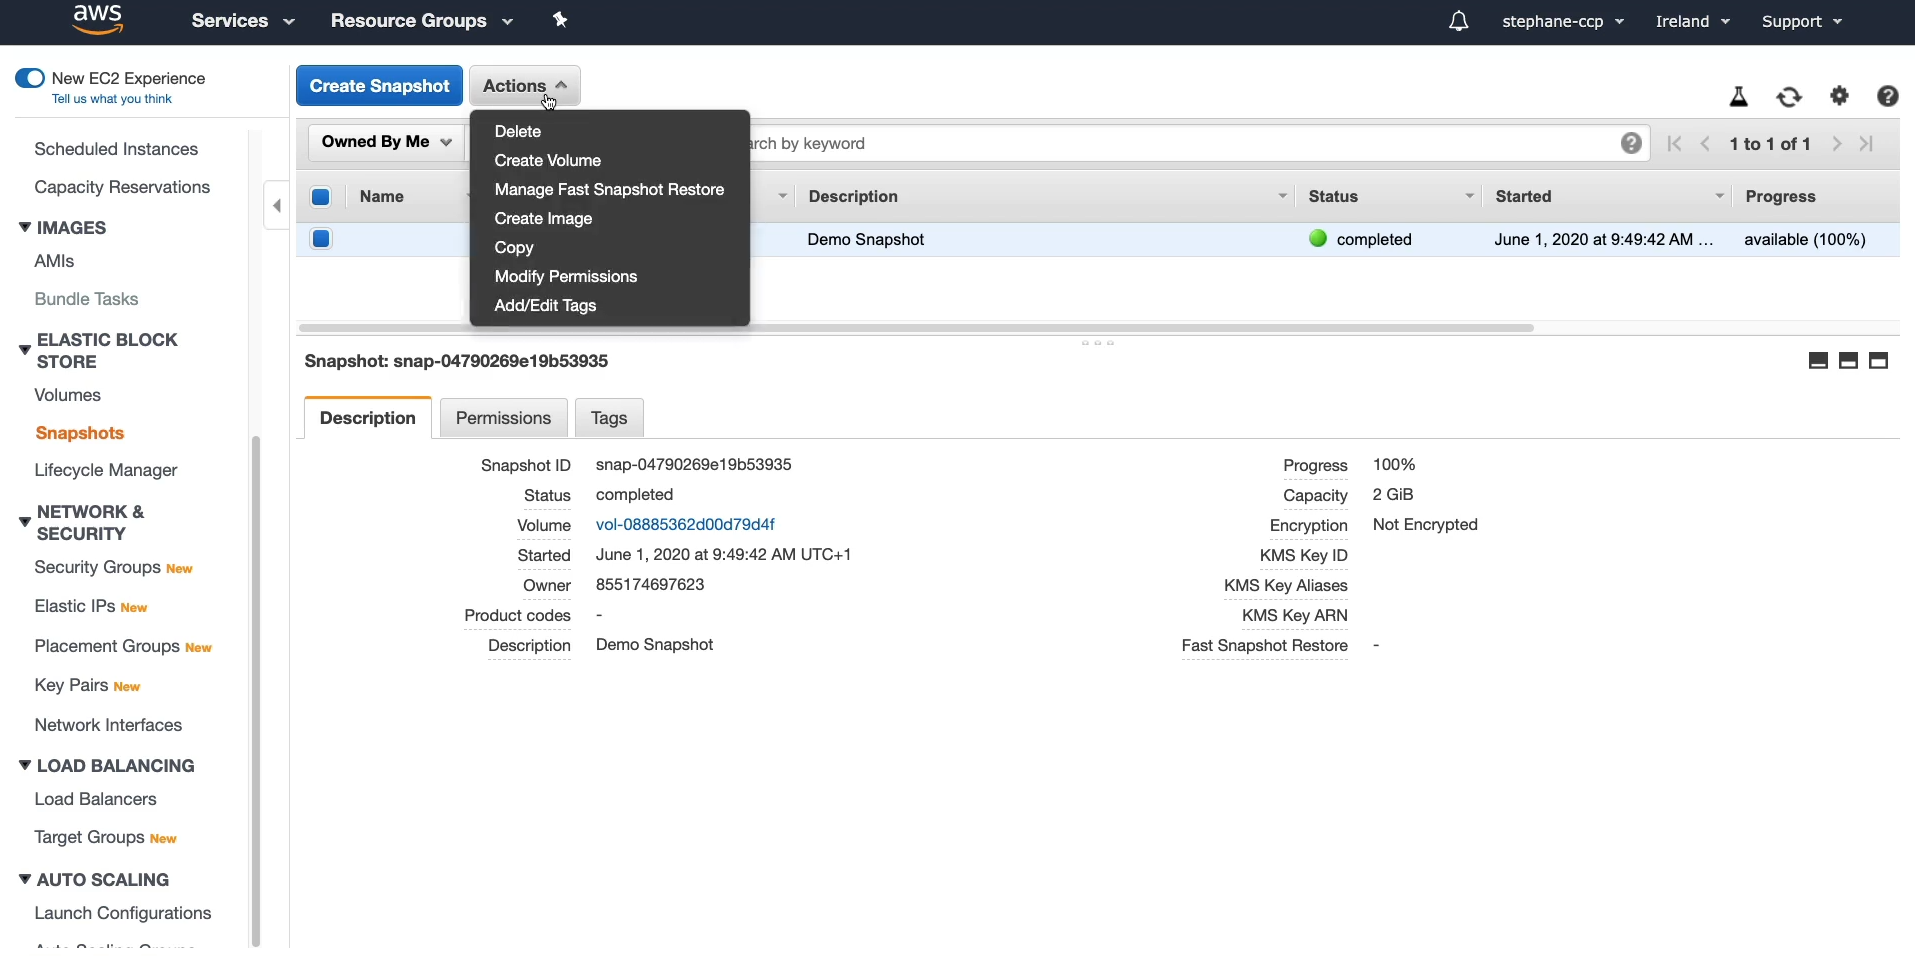 aws Services Resource Groups stephane-ccp Ireland Support
New EC2 Experience
Tell us what you think
Scheduled Instances
Capacity Reservations
IMAGES
AMIs
Bundle Tasks
ELASTIC BLOCK
STORE
Volumes
Snapshots
Lifecycle Manager
NETWORK &
SECURITY
Security Groups New
Elastic IPs New
Placement Groups New
Key Pairs New
Network Interfaces
LOAD BALANCING
Load Balancers
Target Groups New
AUTO SCALING
Launch Configurations
Create Snapshot Actions
Delete
Create Volume
Manage Fast Snapshot Restore
Create Image
Copy
Modify Permissions
Add/Edit Tags
Owned By Me arch by keyword 1 to 1 of 1
Name Description Status Started Progress
Demo Snapshot completed June 1, 2020 at 9:49:42 AM ... available (100%)
Snapshot: snap-04790269e19b53935
Description Permissions Tags
Snapshot ID snap-04790269e19b53935
Status completed
Volume vol-08885362d00d79d4f
Started June 1, 2020 at 9:49:42 AM UTC+1
Owner 855174697623
Product codes -
Description Demo Snapshot
Progress 100%
Capacity 2 GiB
Encryption Not Encrypted
KMS Key ID
KMS Key Aliases
KMS Key ARN
Fast Snapshot Restore -